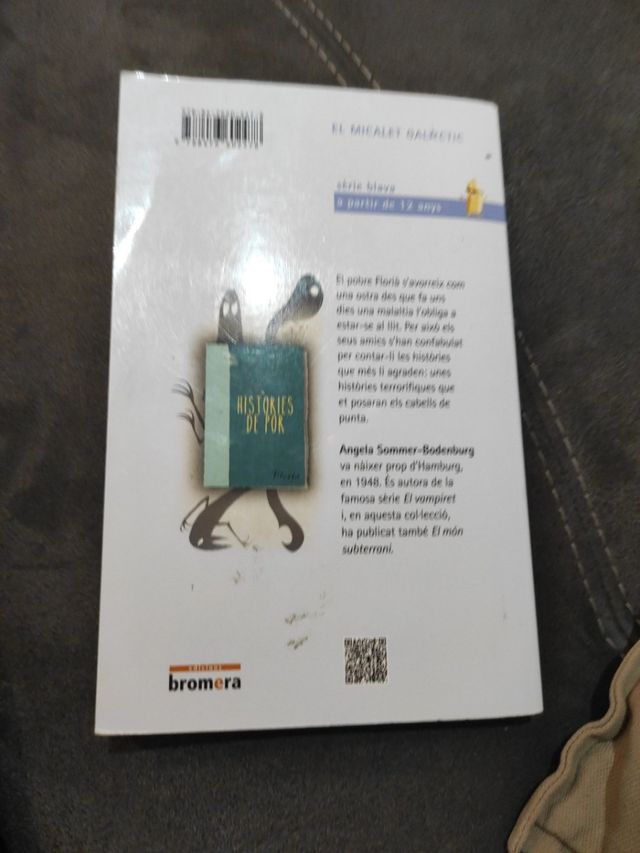 EL MICALET GALÀCTIC
sèrie blava
a partir de 12 anys
El pobre Florià s'avorreix com
una ostra des que fa uns
dies una malaltia l'obliga a
estar-se al llit. Per això els
seus amics s'han confabulat
per contar-li les històries
que més li agraden: unes
històries terrorífiques que
et posaran els cabells de
punta.
Angela Sommer-Bodenburg
va nàixer prop d'Hamburg,
en 1948. És autora de la
famosa sèrie El vampiret
i, en aquesta col·lecció,
ha publicat també El món
subterrani.
HISTÒRIES
DE POR
Florià
edicions
bromera